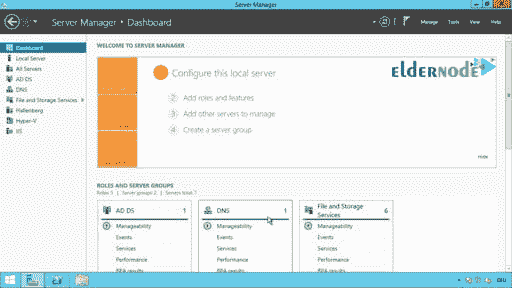 Server Manager
Server Manager • Dashboard
Manage Tools View Help
Dashboard
Local Server
All Servers
AD DS
DNS
File and Storage Services
Hallenberg
Hyper-V
IIS
WELCOME TO SERVER MANAGER
ELDERNODE
Configure this local server
2 Add roles and features
3 Add other servers to manage
4 Create a server group
Hide
ROLES AND SERVER GROUPS
Roles: 5 | Server groups: 2 | Servers total: 7
AD DS 1
Manageability
Events
Services
Performance
BPA results
DNS 1
Manageability
Events
Services
Performance
BPA results
File and Storage Services 6
Manageability
Events
Services
Performance
BPA results